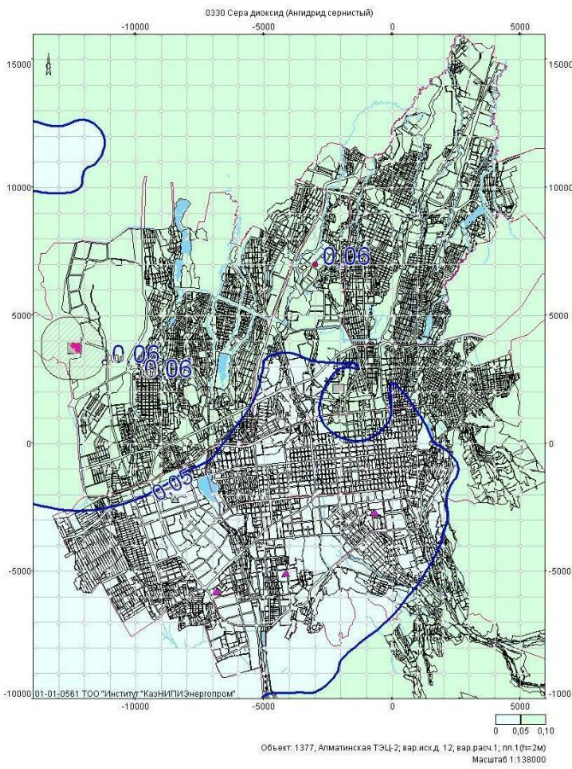 0330 Сера диоксид (Ангидрид сернистый)
-10000 -5000 0 5000
15000 15000
10000 10000
0.06
5000 5000
0.06
0.06
0 0
0.05
-5000 -5000
-10000 01-01-0561 ТОО "Институт "КазНИПИЭнергопром" -1000
-10000 -5000 0 5000
0 0,05 0,10
Объект: 1377, Алматинская ТЭЦ-2; вар.исх.д. 12; вар.расч.1; пл.1(h=2м)
Масштаб 1:138000